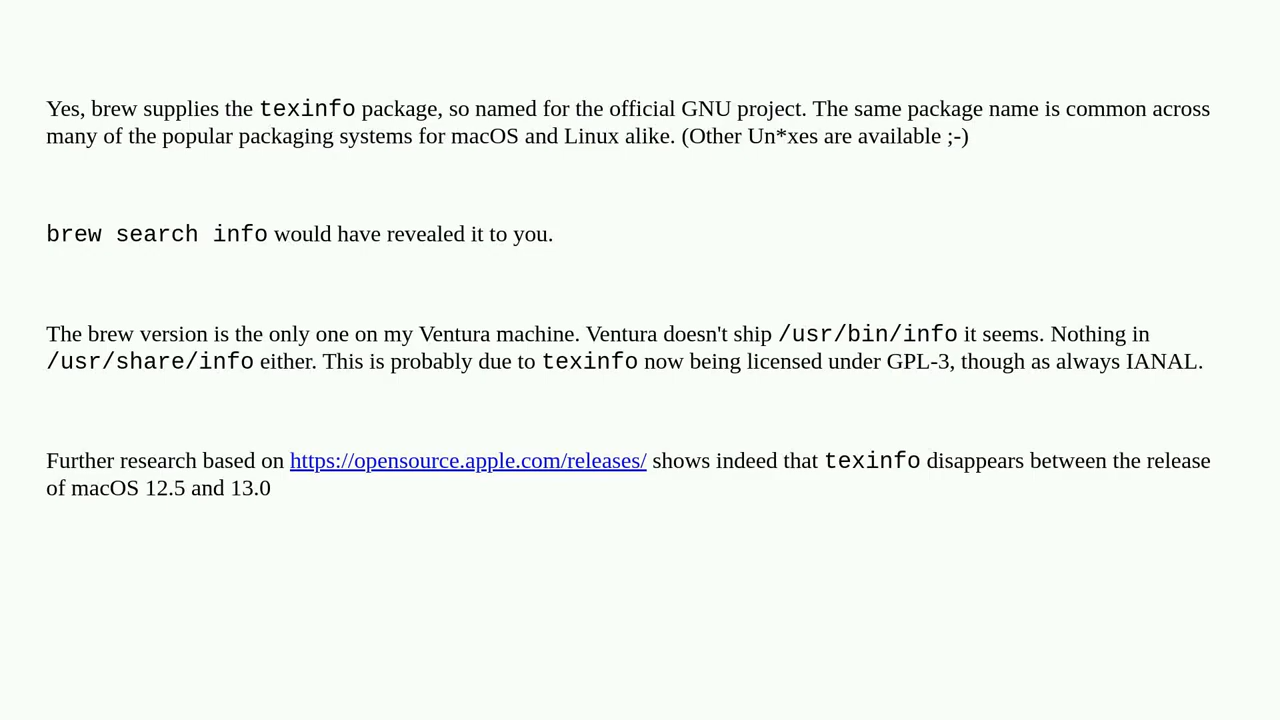 Yes, brew supplies the texinfo package, so named for the official GNU project. The same package name is common across
many of the popular packaging systems for macOS and Linux alike. (Other Un*xes are available ;-)
brew search info would have revealed it to you.
The brew version is the only one on my Ventura machine. Ventura doesn't ship /usr/bin/info it seems. Nothing in
/usr/share/info either. This is probably due to texinfo now being licensed under GPL-3, though as always IANAL.
Further research based on https://opensource.apple.com/releases/ shows indeed that texinfo disappears between the release
of macOS 12.5 and 13.0